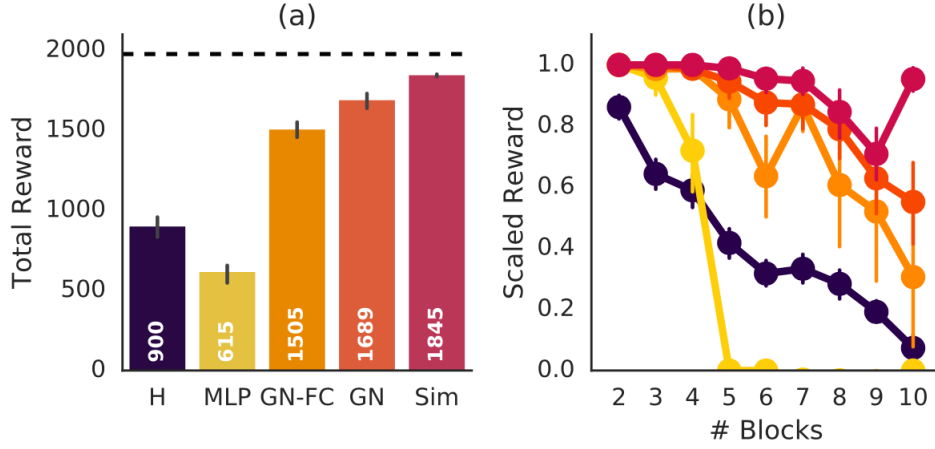 (a)
Total Reward
2000
1500
1000
500
0
900
615
1505
1689
1845
H MLP GN-FC GN Sim
(b)
Scaled Reward
1.0
0.8
0.6
0.4
0.2
0.0
2 3 4 5 6 7 8 9 10
# Blocks